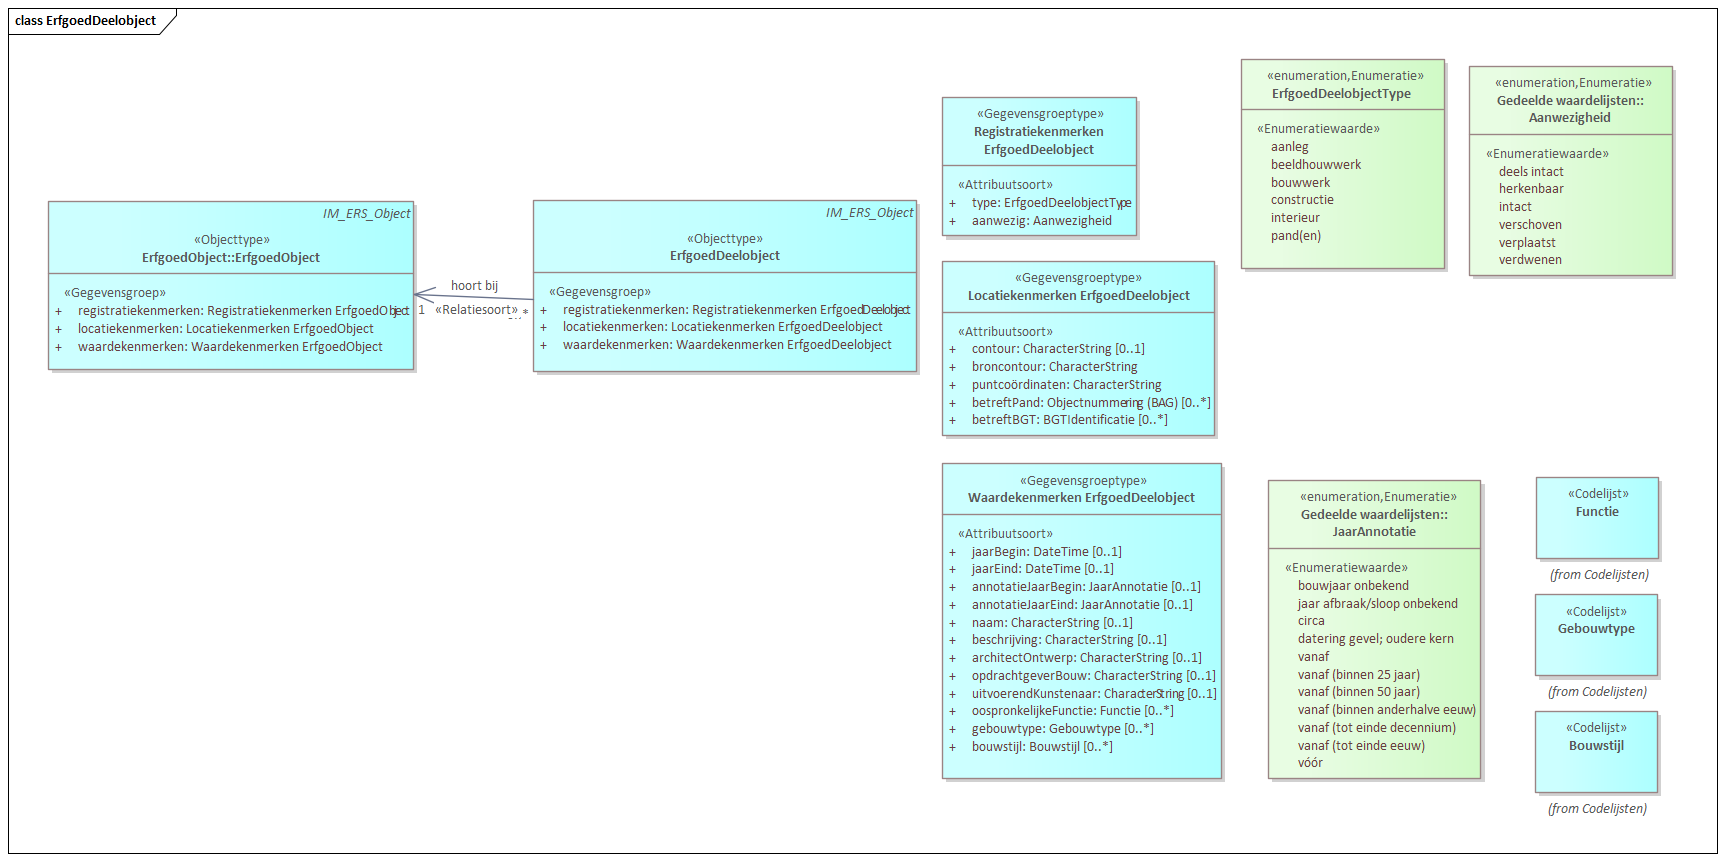 class ErfgoedDeelobject
IM_ERS_Object
«Objecttype»
ErfgoedObject::ErfgoedObject
«Gegevensgroep»
+ registratiekenmerken: Registratiekenmerken ErfgoedObject
+ locatiekenmerken: Locatiekenmerken ErfgoedObject
+ waardekenmerken: Waardekenmerken ErfgoedObject
hoort bij
1 «Relatiesoort» *
IM_ERS_Object
«Objecttype»
ErfgoedDeelobject
«Gegevensgroep»
+ registratiekenmerken: Registratiekenmerken ErfgoedDeelobject
+ locatiekenmerken: Locatiekenmerken ErfgoedDeelobject
+ waardekenmerken: Waardekenmerken ErfgoedDeelobject
«Gegevensgroeptype»
Registratiekenmerken
ErfgoedDeelobject
«Attribuutsoort»
+ type: ErfgoedDeelobjectType
+ aanwezig: Aanwezigheid
«enumeration,Enumeratie»
ErfgoedDeelobjectType
«Enumeratiewaarde»
aanleg
beeldhouwwerk
bouwwerk
constructie
interieur
pand(en)
«enumeration,Enumeratie»
Gedeelde waardelijsten::
Aanwezigheid
«Enumeratiewaarde»
deels intact
herkenbaar
intact
verschoven
verplaatst
verdwenen
«Gegevensgroeptype»
Locatiekenmerken ErfgoedDeelobject
«Attribuutsoort»
+ contour: CharacterString [0..1]
+ broncontour: CharacterString
+ puntcoördinaten: CharacterString
+ betreftPand: Objectnummering (BAG) [0..*]
+ betreftBGT: BGTIdentificatie [0..*]
«Gegevensgroeptype»
Waardekenmerken ErfgoedDeelobject
«Attribuutsoort»
+ jaarBegin: DateTime [0..1]
+ jaarEind: DateTime [0..1]
+ annotatieJaarBegin: JaarAnnotatie [0..1]
+ annotatieJaarEind: JaarAnnotatie [0..1]
+ naam: CharacterString [0..1]
+ beschrijving: CharacterString [0..1]
+ architectOntwerp: CharacterString [0..1]
+ opdrachtgeverBouw: CharacterString [0..1]
+ uitvoerendKunstenaar: CharacterString [0..1]
+ oospronkelijkeFunctie: Functie [0..*]
+ gebouwtype: Gebouwtype [0..*]
+ bouwstijl: Bouwstijl [0..*]
«enumeration,Enumeratie»
Gedeelde waardelijsten::
JaarAnnotatie
«Enumeratiewaarde»
bouwjaar onbekend
jaar afbraak/sloop onbekend
circa
datering gevel; oudere kern
vanaf
vanaf (binnen 25 jaar)
vanaf (binnen 50 jaar)
vanaf (binnen anderhalve eeuw)
vanaf (tot einde decennium)
vanaf (tot einde eeuw)
vóór
«Codelijst»
Functie
(from Codelijsten)
«Codelijst»
Gebouwtype
(from Codelijsten)
«Codelijst»
Bouwstijl
(from Codelijsten)